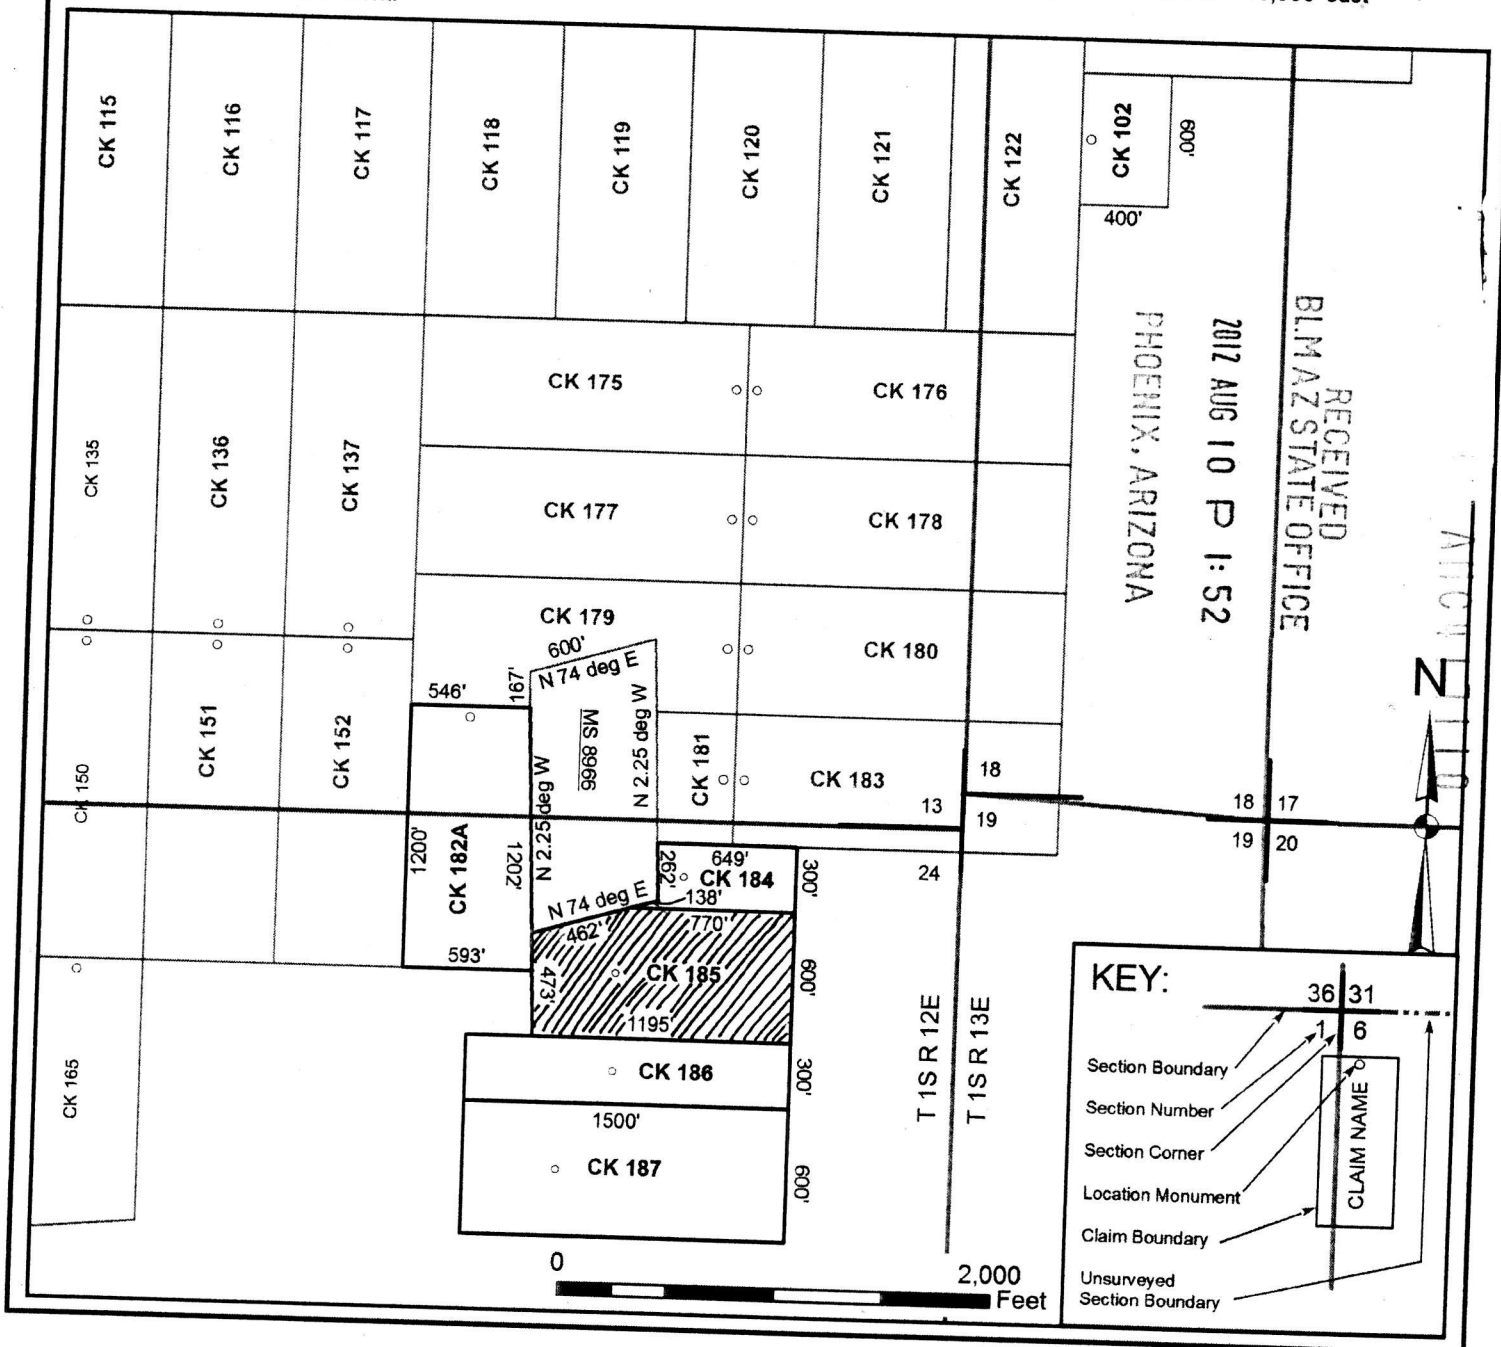 east
CK 115
CK 116
CK 117
CK 118
CK 119
CK 120
CK 121
CK 122
CK 102
600'
400'
RECEIVED
BLM AZ STATE OFFICE
2012 AUG 10 P 1:52
PHOENIX, ARIZONA
CK 175
CK 176
CK 135
CK 136
CK 137
CK 177
CK 178
CK 179
600'
N 74 deg E
CK 180
N
546'
167'
MS 8966
N 2.25 deg W
N 2.25 deg W
CK 181
CK 183
CK 150
CK 151
CK 152
13
18
19
24
18
17
19
20
1200'
CK 182A
1202'
593'
262'
649'
CK 184
300'
138'
N 74 deg E
462'
770'
CK 185
473'
600'
1195'
CK 186
300'
CK 165
1500'
CK 187
600'
T 1S R 12E
T 1S R 13E
0
2,000
Feet
KEY:
36
31
1
6
Section Boundary
Section Number
Section Corner
Location Monument
Claim Boundary
Unsurveyed
Section Boundary
CLAIM NAME